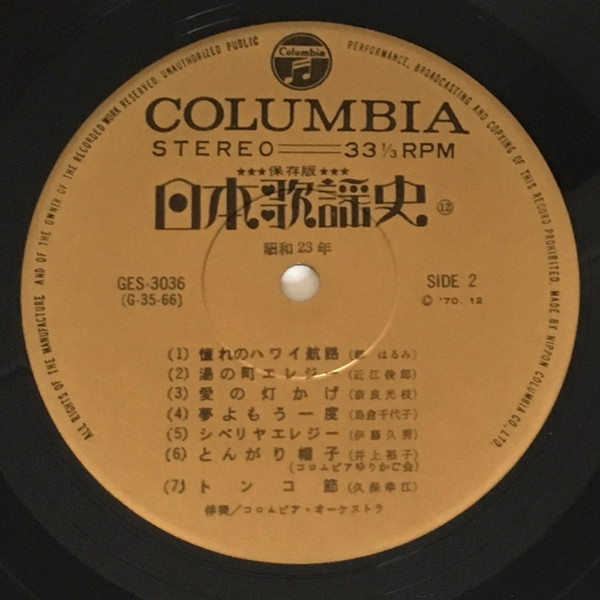 Columbia
COLUMBIA
STEREO 33 1/3 RPM
★★★保存版★★★
日本歌謡史 ⑫
昭和23年
GES-3036
(G-35-66)
SIDE 2
© '70. 12
(1) 憧れのハワイ航路 (都 はるみ)
(2) 湯の町エレジー (近江俊郎)
(3) 愛の灯かげ (奈良光枝)
(4) 夢よもう一度 (島倉千代子)
(5) シベリヤエレジー (伊藤久男)
(6) とんがり帽子 (井上裕子)
(コロムビアゆりかご会)
(7) トンコ節 (久保幸江)
伴奏/コロムビア・オーケストラ
ALL RIGHTS OF THE MANUFACTURE AND OF THE OWNER OF THE RECORDED WORK RESERVED. UNAUTHORIZED PUBLIC PERFORMANCE, BROADCASTING AND COPYING OF THIS RECORD PROHIBITED. MADE BY NIPPON COLUMBIA CO., LTD.